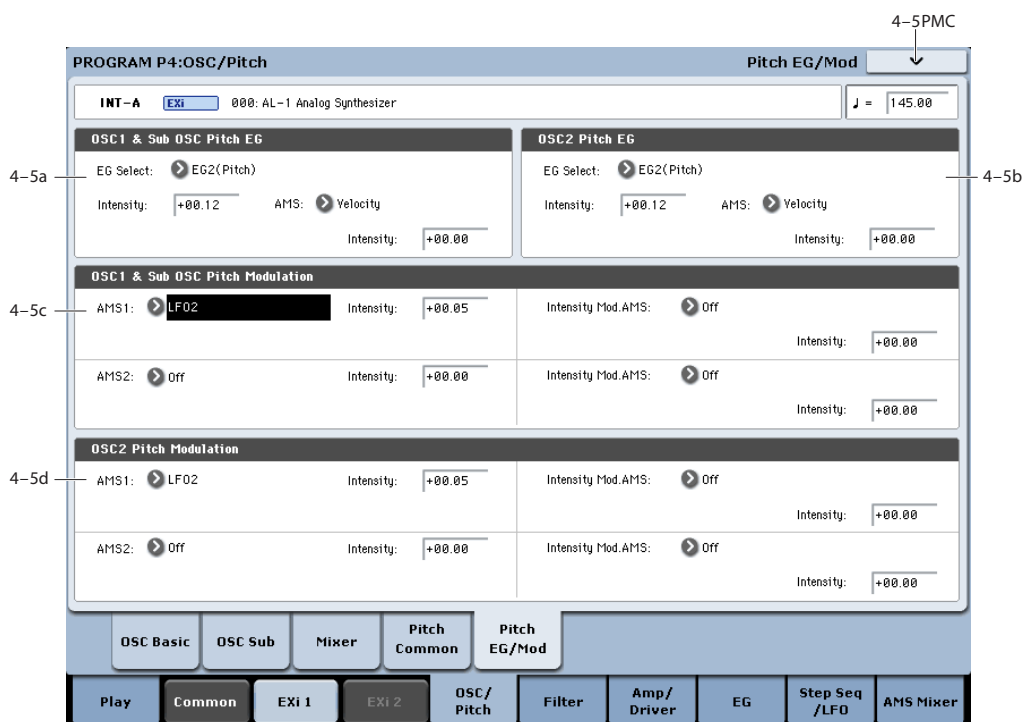 4–5PMC
PROGRAM P4:OSC/Pitch Pitch EG/Mod
INT–A EXi 000: AL–1 Analog Synthesizer ♩ = 145.00
OSC1 & Sub OSC Pitch EG OSC2 Pitch EG
4–5a EG Select: EG2(Pitch) EG Select: EG2(Pitch) 4–5b
Intensity: +00.12 AMS: Velocity Intensity: +00.12 AMS: Velocity
Intensity: +00.00 Intensity: +00.00
OSC1 & Sub OSC Pitch Modulation
4–5c AMS1: LFO2 Intensity: +00.05 Intensity Mod.AMS: Off
Intensity: +00.00
AMS2: Off Intensity: +00.00 Intensity Mod.AMS: Off
Intensity: +00.00
OSC2 Pitch Modulation
4–5d AMS1: LFO2 Intensity: +00.05 Intensity Mod.AMS: Off
Intensity: +00.00
AMS2: Off Intensity: +00.00 Intensity Mod.AMS: Off
Intensity: +00.00
OSC Basic OSC Sub Mixer Pitch Common Pitch EG/Mod
Play Common EXi 1 EXi 2 OSC/ Pitch Filter Amp/ Driver EG Step Seq /LFO AMS Mixer